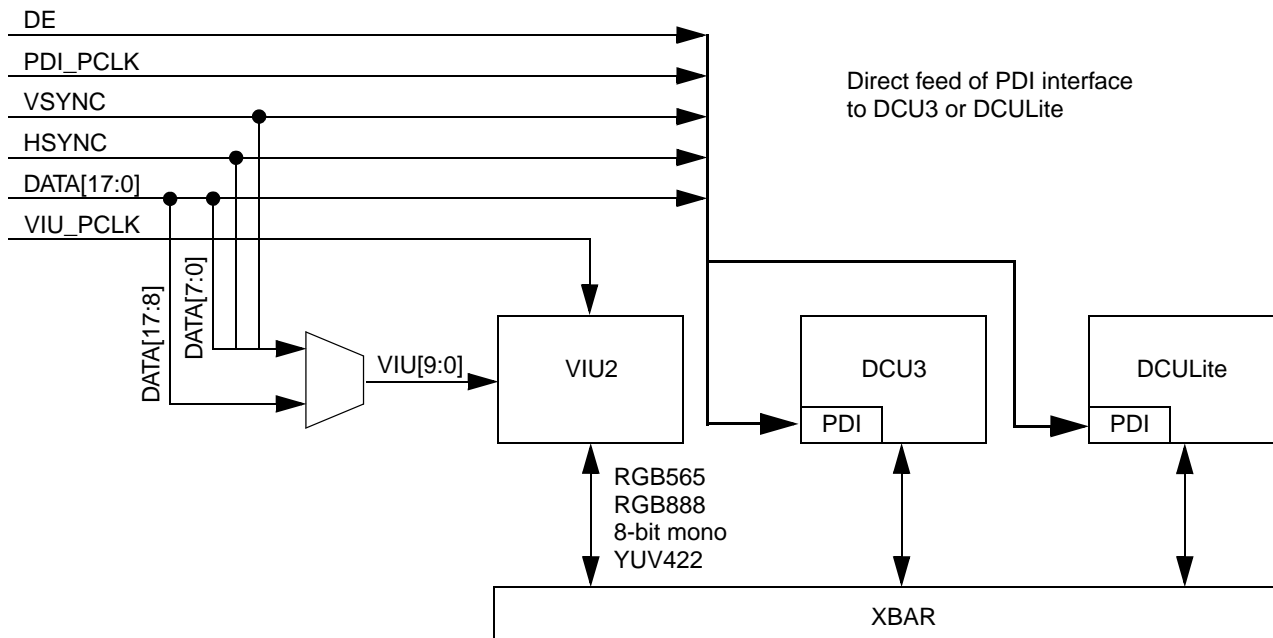 DE
PDI_PCLK
VSYNC
HSYNC
DATA[17:0]
VIU_PCLK
Direct feed of PDI interface
to DCU3 or DCULite
DATA[17:8]
DATA[7:0]
VIU[9:0]
VIU2
DCU3
PDI
DCULite
PDI
RGB565
RGB888
8-bit mono
YUV422
XBAR